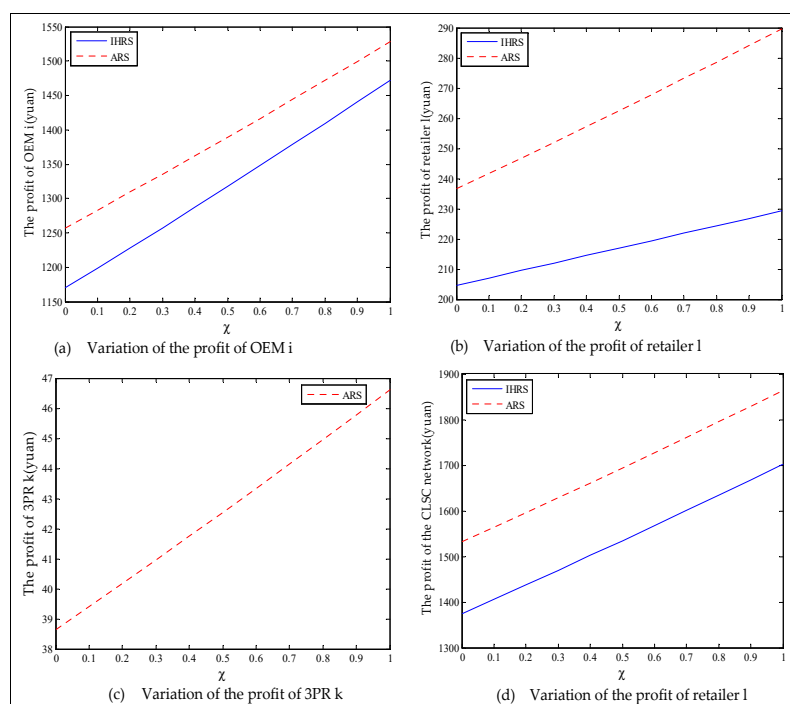 1550
1500
1450
1400
1350
1300
1250
1200
1150
The profit of OEM i(yuan)
IHRS
ARS
0 0.1 0.2 0.3 0.4 0.5 0.6 0.7 0.8 0.9 1
χ
(a) Variation of the profit of OEM i
290
280
270
260
250
240
230
220
210
200
The profit of retailer l(yuan)
IHRS
ARS
0 0.1 0.2 0.3 0.4 0.5 0.6 0.7 0.8 0.9 1
χ
(b) Variation of the profit of retailer l
47
46
45
44
43
42
41
40
39
38
The profit of 3PR k(yuan)
ARS
0 0.1 0.2 0.3 0.4 0.5 0.6 0.7 0.8 0.9 1
χ
(c) Variation of the profit of 3PR k
1900
1800
1700
1600
1500
1400
1300
The profit of the CLSC network(yuan)
IHRS
ARS
0 0.1 0.2 0.3 0.4 0.5 0.6 0.7 0.8 0.9 1
χ
(d) Variation of the profit of retailer l